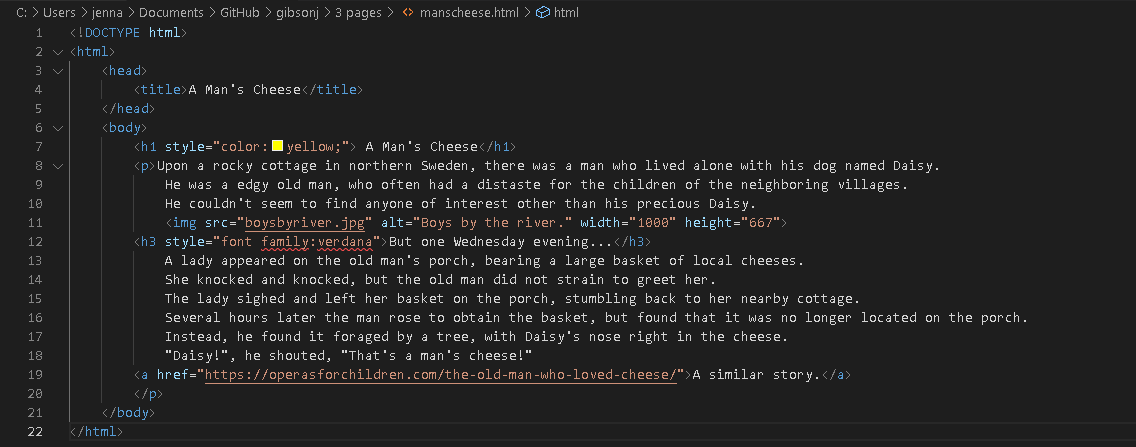 C: > Users > jenna > Documents > GitHub > gibsonj > 3 pages > <> manscheese.html > html
1 <!DOCTYPE html>
2 <html>
3 <head>
4 <title>A Man's Cheese</title>
5 </head>
6 <body>
7 <h1 style="color:yellow;"> A Man's Cheese</h1>
8 <p>Upon a rocky cottage in northern Sweden, there was a man who lived alone with his dog named Daisy.
9 He was a edgy old man, who often had a distaste for the children of the neighboring villages.
10 He couldn't seem to find anyone of interest other than his precious Daisy.
11 <img src="boysbyriver.jpg" alt="Boys by the river." width="1000" height="667">
12 <h3 style="font family:verdana">But one Wednesday evening...</h3>
13 A lady appeared on the old man's porch, bearing a large basket of local cheeses.
14 She knocked and knocked, but the old man did not strain to greet her.
15 The lady sighed and left her basket on the porch, stumbling back to her nearby cottage.
16 Several hours later the man rose to obtain the basket, but found that it was no longer located on the porch.
17 Instead, he found it foraged by a tree, with Daisy's nose right in the cheese.
18 "Daisy!", he shouted, "That's a man's cheese!"
19 <a href="https://operasforchildren.com/the-old-man-who-loved-cheese/">A similar story.</a>
20 </p>
21 </body>
22 </html>